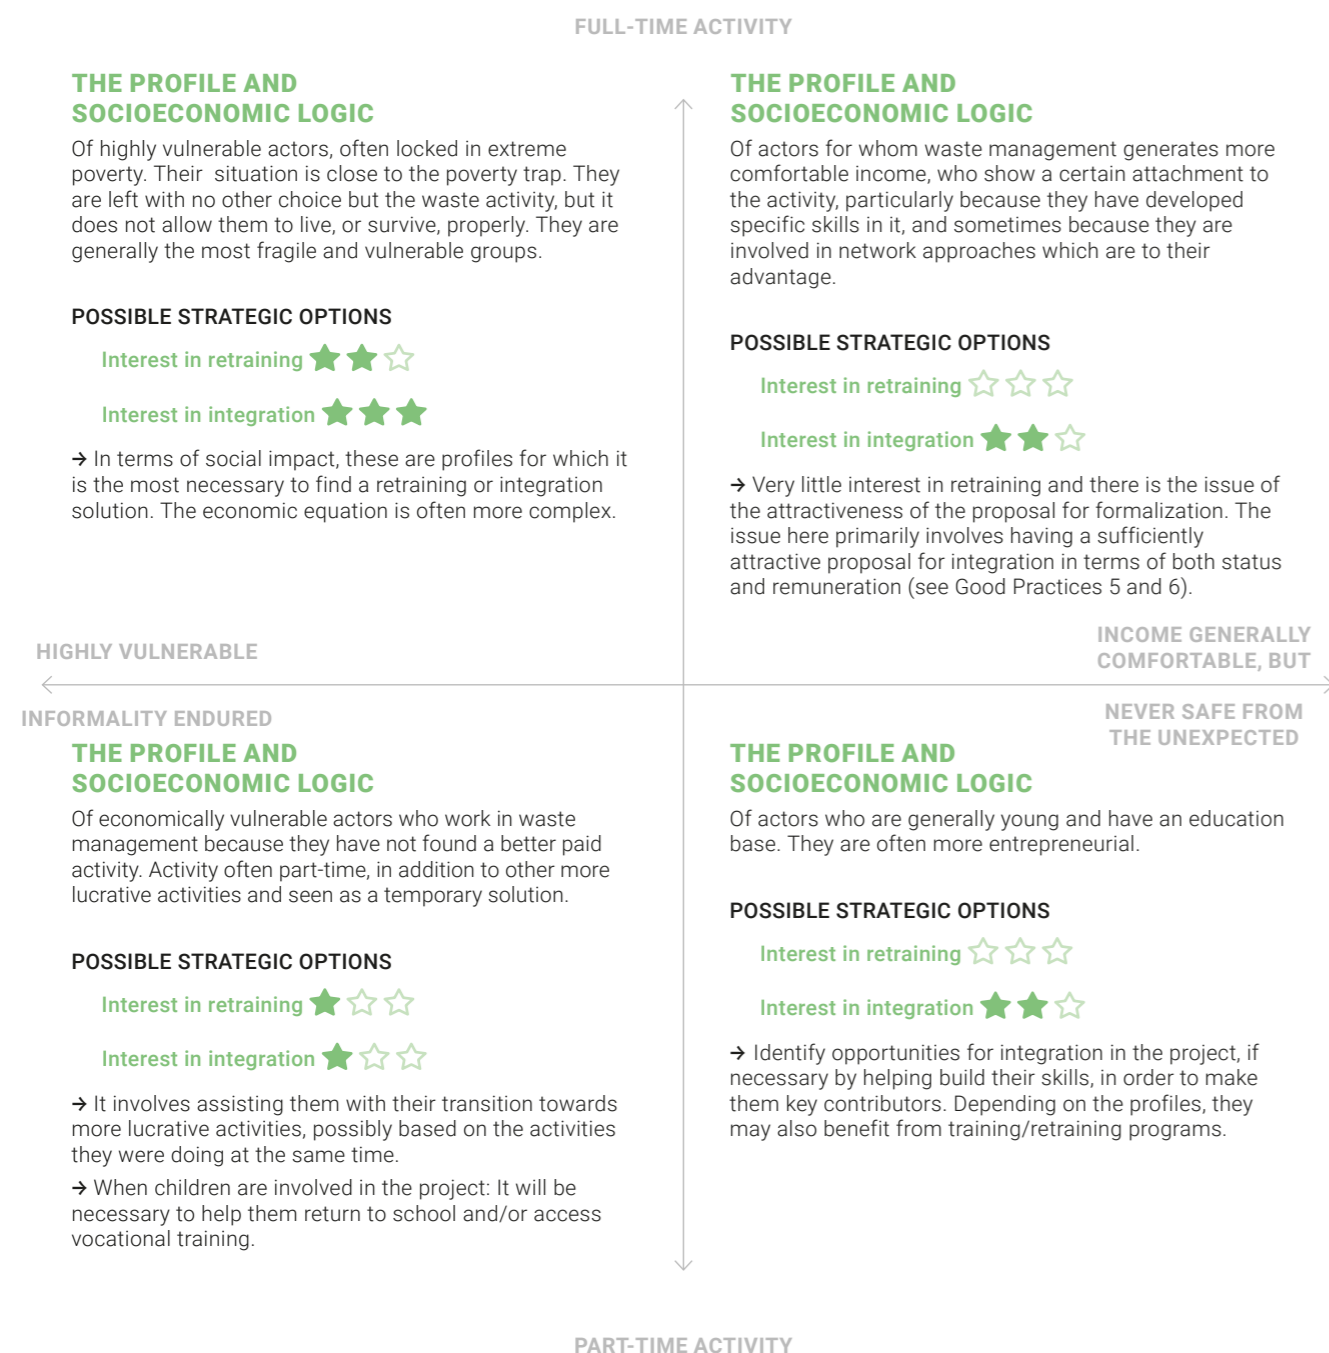 FULL-TIME ACTIVITY
THE PROFILE AND
SOCIOECONOMIC LOGIC
Of highly vulnerable actors, often locked in extreme
poverty. Their situation is close to the poverty trap. They
are left with no other choice but the waste activity, but it
does not allow them to live, or survive, properly. They are
generally the most fragile and vulnerable groups.
POSSIBLE STRATEGIC OPTIONS
Interest in retraining ★ ★ ☆
Interest in integration ★ ★ ★
→ In terms of social impact, these are profiles for which it
is the most necessary to find a retraining or integration
solution. The economic equation is often more complex.
THE PROFILE AND
SOCIOECONOMIC LOGIC
Of actors for whom waste management generates more
comfortable income, who show a certain attachment to
the activity, particularly because they have developed
specific skills in it, and sometimes because they are
involved in network approaches which are to their
advantage.
POSSIBLE STRATEGIC OPTIONS
Interest in retraining ☆ ☆ ☆
Interest in integration ★ ★ ☆
→ Very little interest in retraining and there is the issue of
the attractiveness of the proposal for formalization. The
issue here primarily involves having a sufficiently
attractive proposal for integration in terms of both status
and remuneration (see Good Practices 5 and 6).
HIGHLY VULNERABLE
INCOME GENERALLY
COMFORTABLE, BUT
INFORMALITY ENDURED
NEVER SAFE FROM
THE UNEXPECTED
THE PROFILE AND
SOCIOECONOMIC LOGIC
Of economically vulnerable actors who work in waste
management because they have not found a better paid
activity. Activity often part-time, in addition to other more
lucrative activities and seen as a temporary solution.
POSSIBLE STRATEGIC OPTIONS
Interest in retraining ★ ☆ ☆
Interest in integration ★ ☆ ☆
→ It involves assisting them with their transition towards
more lucrative activities, possibly based on the activities
they were doing at the same time.
→ When children are involved in the project: It will be
necessary to help them return to school and/or access
vocational training.
THE PROFILE AND
SOCIOECONOMIC LOGIC
Of actors who are generally young and have an education
base. They are often more entrepreneurial.
POSSIBLE STRATEGIC OPTIONS
Interest in retraining ☆ ☆ ☆
Interest in integration ★ ★ ☆
→ Identify opportunities for integration in the project, if
necessary by helping build their skills, in order to make
them key contributors. Depending on the profiles, they
may also benefit from training/retraining programs.
PART-TIME ACTIVITY